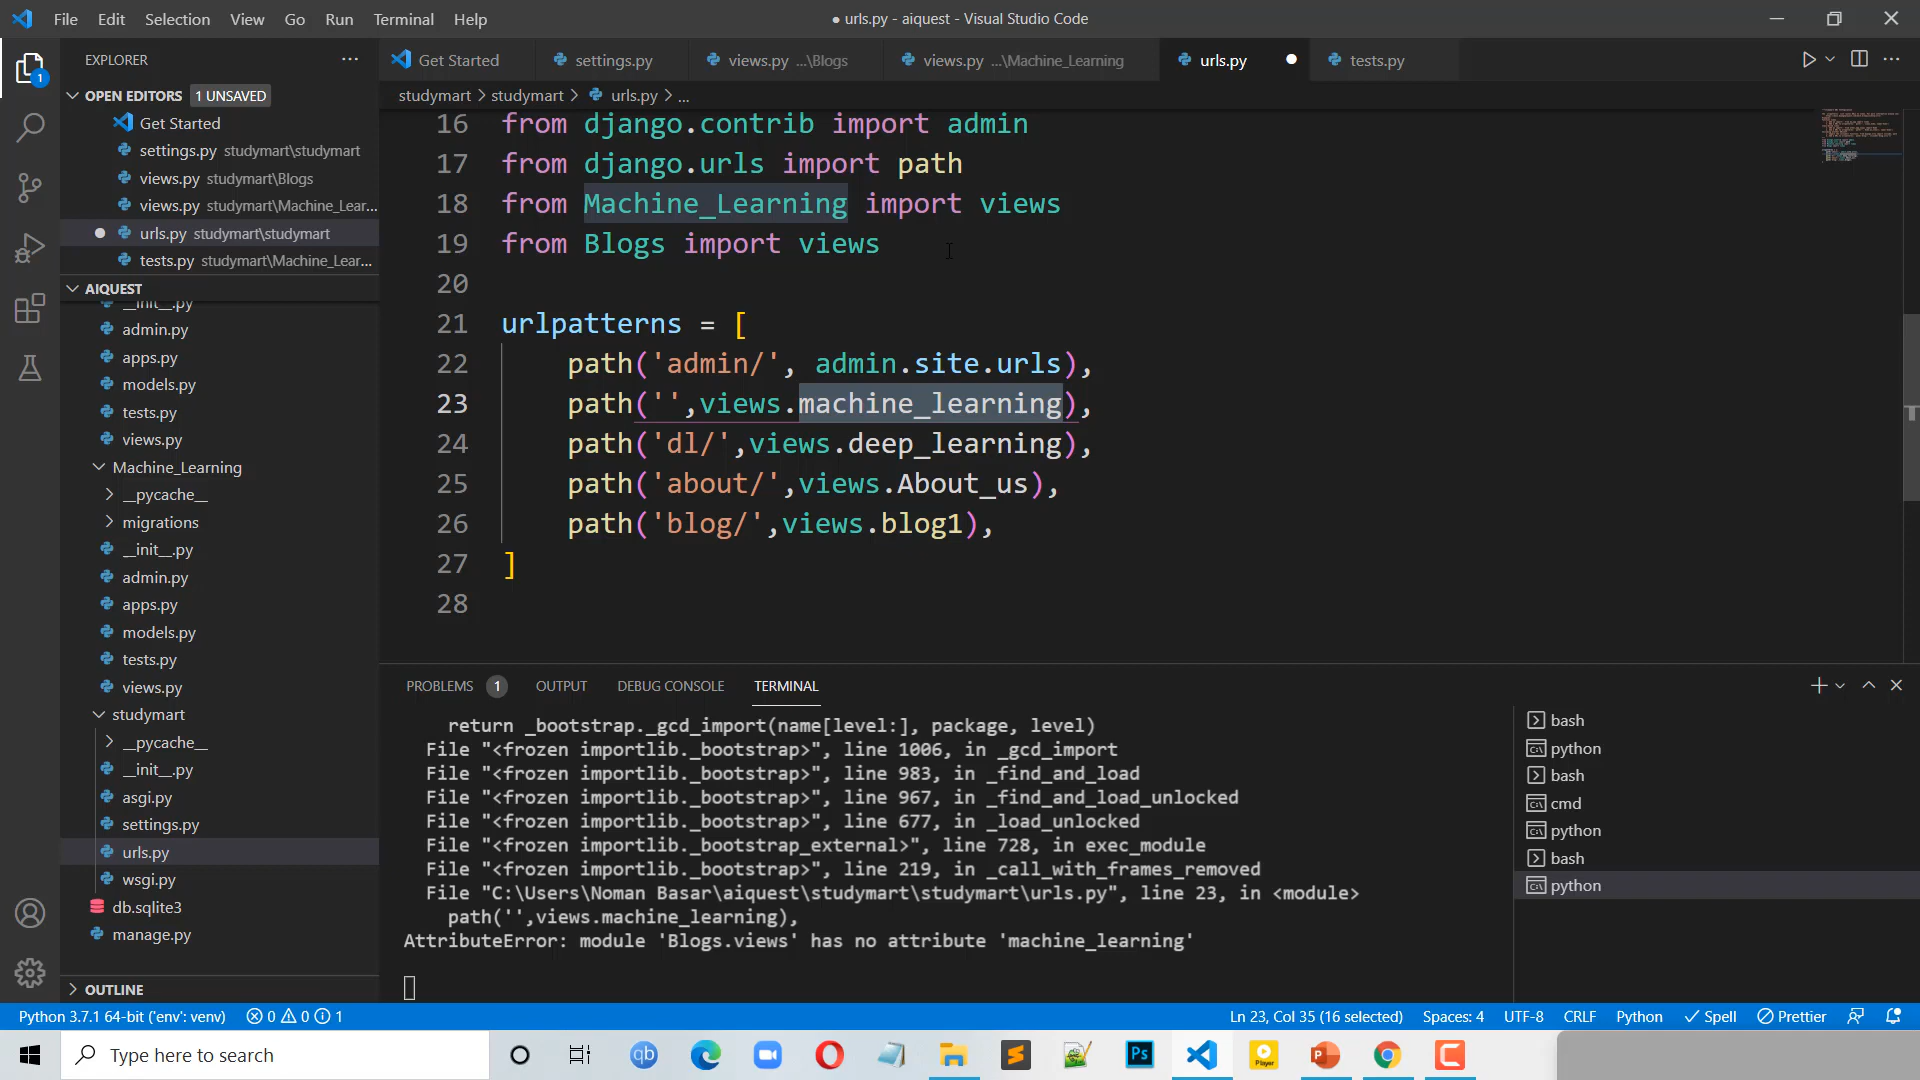 File Edit Selection View Go Run Terminal Help
● urls.py - aiquest - Visual Studio Code
EXPLORER
Get Started
settings.py
views.py ...\Blogs
views.py ...\Machine_Learning
urls.py
tests.py
1
OPEN EDITORS 1 UNSAVED
Get Started
settings.py studymart\studymart
views.py studymart\Blogs
views.py studymart\Machine_Lear...
urls.py studymart\studymart
tests.py studymart\Machine_Lear...
AIQUEST
__init__.py
admin.py
apps.py
models.py
tests.py
views.py
Machine_Learning
__pycache__
migrations
__init__.py
admin.py
apps.py
models.py
tests.py
views.py
studymart
__pycache__
__init__.py
asgi.py
settings.py
urls.py
wsgi.py
db.sqlite3
manage.py
OUTLINE
studymart > studymart > urls.py > ...
16 from django.contrib import admin
17 from django.urls import path
18 from Machine_Learning import views
19 from Blogs import views
20
21 urlpatterns = [
22 path('admin/', admin.site.urls),
23 path('',views.machine_learning),
24 path('dl/',views.deep_learning),
25 path('about/',views.About_us),
26 path('blog/',views.blog1),
27 ]
28
PROBLEMS 1 OUTPUT DEBUG CONSOLE TERMINAL
return _bootstrap._gcd_import(name[level:], package, level)
File "<frozen importlib._bootstrap>", line 1006, in _gcd_import
File "<frozen importlib._bootstrap>", line 983, in _find_and_load
File "<frozen importlib._bootstrap>", line 967, in _find_and_load_unlocked
File "<frozen importlib._bootstrap>", line 677, in _load_unlocked
File "<frozen importlib._bootstrap_external>", line 728, in exec_module
File "<frozen importlib._bootstrap>", line 219, in _call_with_frames_removed
File "C:\Users\Noman Basar\aiquest\studymart\studymart\urls.py", line 23, in <module>
path('',views.machine_learning),
AttributeError: module 'Blogs.views' has no attribute 'machine_learning'
bash
python
bash
cmd
python
bash
python
Python 3.7.1 64-bit ('env': venv) 0 0 1
Ln 23, Col 35 (16 selected) Spaces: 4 UTF-8 CRLF Python Spell Prettier
Type here to search
qb
Ps
Player
P